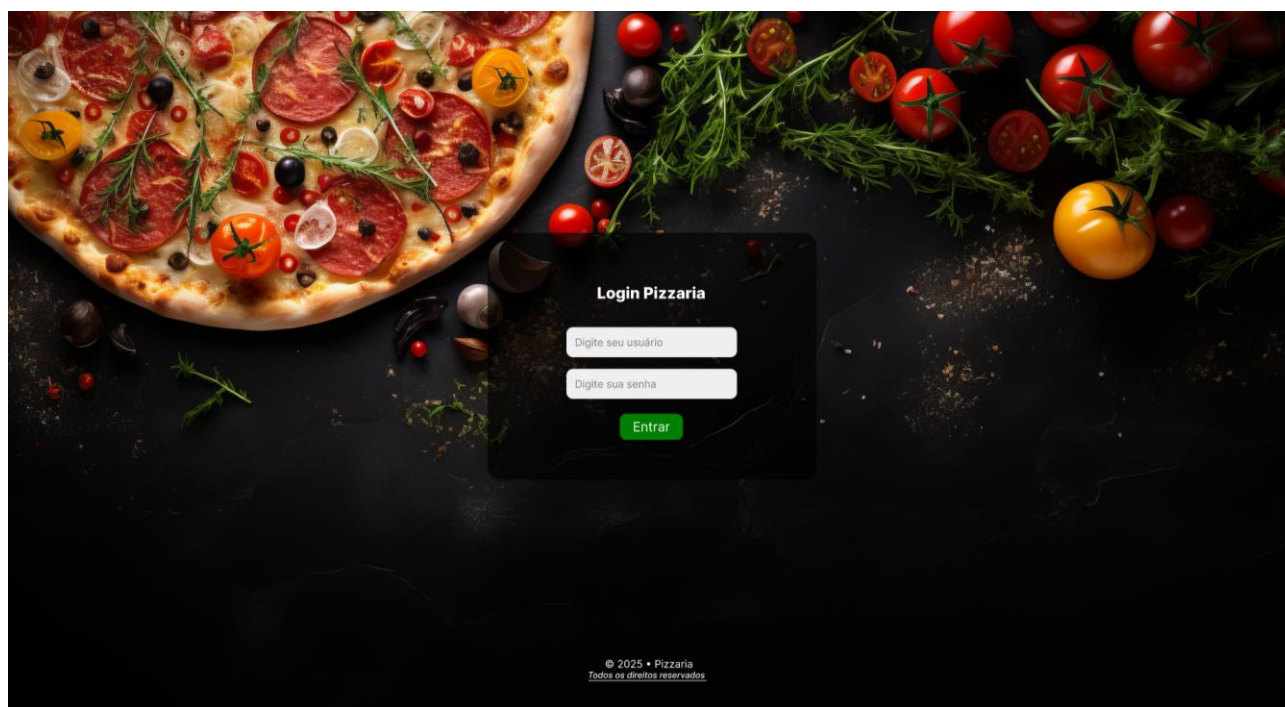 Login Pizzaria
Digite seu usuário
Digite sua senha
Entrar
© 2025 • Pizzaria
Todos os direitos reservados